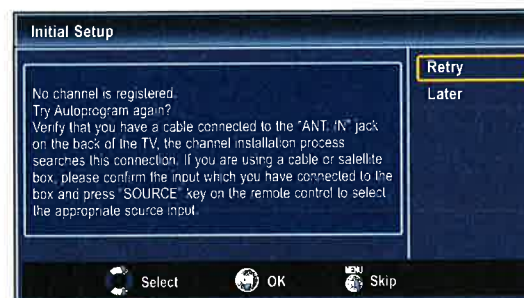 Initial Setup
Retry
Later
No channel is registered.
Try Autoprogram again?
Verify that you have a cable connected to the "ANT. IN" jack
on the back of the TV, the channel installation process
searches this connection. If you are using a cable or satellite
box, please confirm the input which you have connected to the
box and press "SOURCE" key on the remote control to select
the appropriate source input.
Select
OK
MENU
Skip